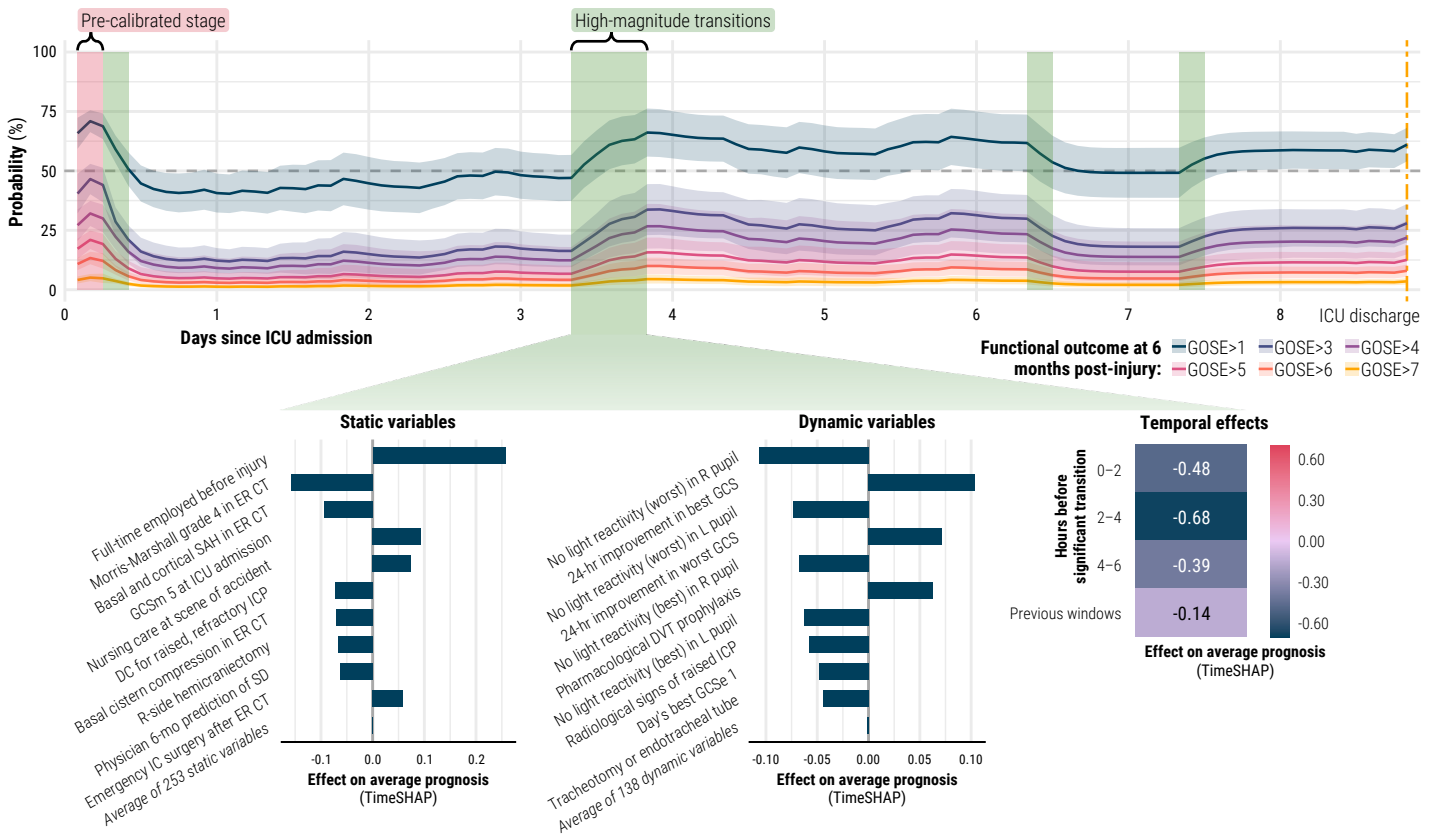 Pre-calibrated stage
High-magnitude transitions
Probability (%)
100
75
50
25
0
0 1 2 3 4 5 6 7 8 ICU discharge
Days since ICU admission
Functional outcome at 6
months post-injury:
GOSE>1 GOSE>3 GOSE>4
GOSE>5 GOSE>6 GOSE>7
Static variables
Full-time employed before injury
Morris-Marshall grade 4 in ER CT
Basal and cortical SAH in ER CT
GCSm 5 at ICU admission
Nursing care at scene of accident
DC for raised, refractory ICP
Basal cistern compression in ER CT
R-side hemicraniectomy
Physician 6-mo prediction of SD
Emergency IC surgery after ER CT
Average of 253 static variables
-0.1 0.0 0.1 0.2
Effect on average prognosis
(TimeSHAP)
Dynamic variables
No light reactivity (worst) in R pupil
24-hr improvement in best GCS
No light reactivity (worst) in L pupil
24-hr improvement in worst GCS
No light reactivity (best) in R pupil
Pharmacological DVT prophylaxis
No light reactivity (best) in L pupil
Radiological signs of raised ICP
Day's best GCSe 1
Tracheotomy or endotracheal tube
Average of 138 dynamic variables
-0.10 -0.05 0.00 0.05 0.10
Effect on average prognosis
(TimeSHAP)
Temporal effects
Hours before
significant transition
0–2 -0.48
2–4 -0.68
4–6 -0.39
Previous windows -0.14
0.60
0.30
0.00
-0.30
-0.60
Effect on average prognosis
(TimeSHAP)